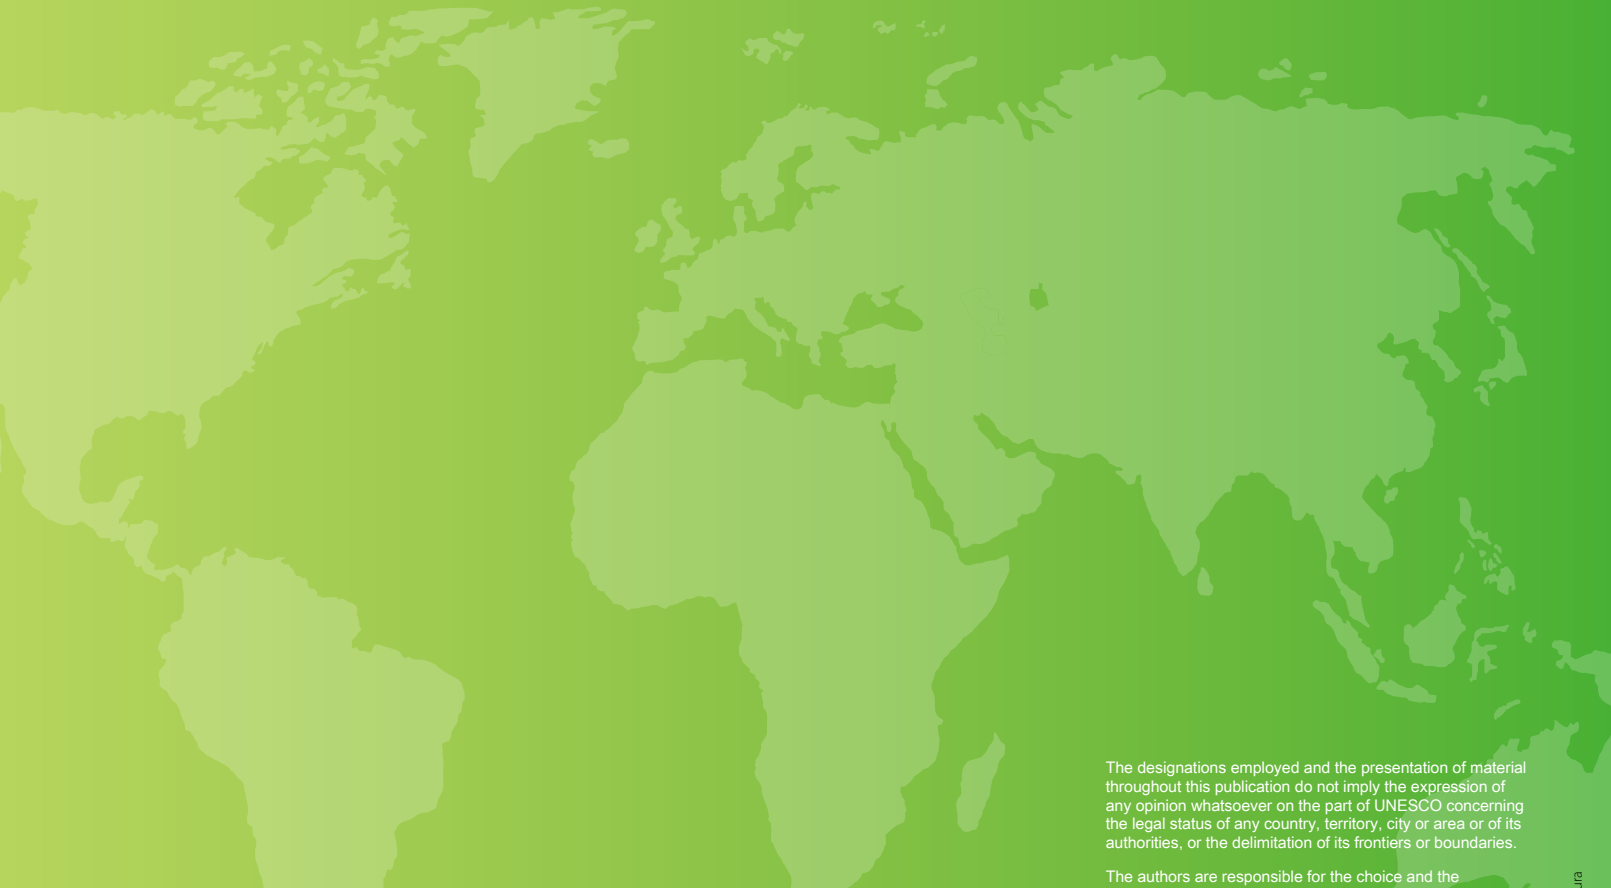 The designations employed and the presentation of material
throughout this publication do not imply the expression of
any opinion whatsoever on the part of UNESCO concerning
the legal status of any country, territory, city or area or of its
authorities, or the delimitation of its frontiers or boundaries.
The authors are responsible for the choice and the
ura